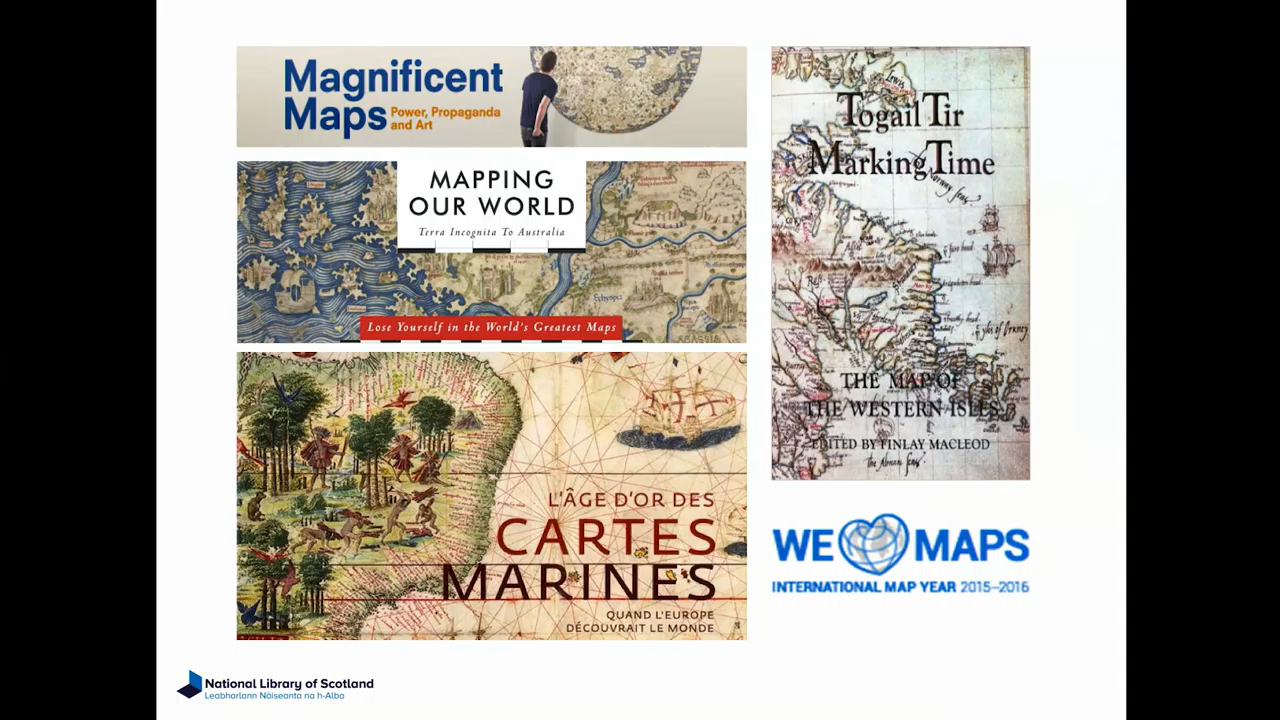 Magnificent
Maps Power, Propaganda
and Art
MAPPING
OUR WORLD
Terra Incognita To Australia
Lose Yourself in the World's Greatest Maps
L'ÂGE D'OR DES
CARTES
MARINES
QUAND L'EUROPE
DÉCOUVRAIT LE MONDE
Lewis
Togail Tir
Marking Time
THE MAP OF
THE WESTERN ISLES
EDITED BY FINLAY MACLEOD
WE MAPS
INTERNATIONAL MAP YEAR 2015–2016
National Library of Scotland
Leabharlann Nàiseanta na h-Alba